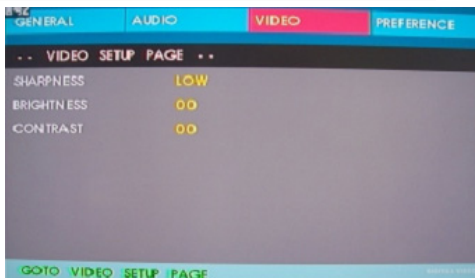 GENERAL AUDIO VIDEO PREFERENCE
-- VIDEO SETUP PAGE --
SHARPNESS LOW
BRIGHTNESS 00
CONTRAST 00
GOTO VIDEO SETUP PAGE